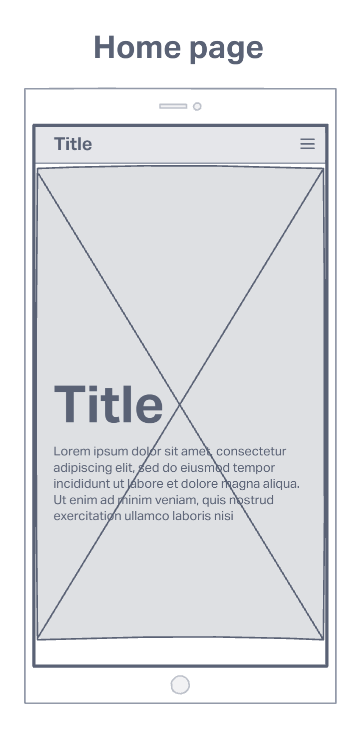 Home page
Title
Title
Lorem ipsum dolor sit amet, consectetur
adipiscing elit, sed do eiusmod tempor
incididunt ut labore et dolore magna aliqua.
Ut enim ad minim veniam, quis nostrud
exercitation ullamco laboris nisi